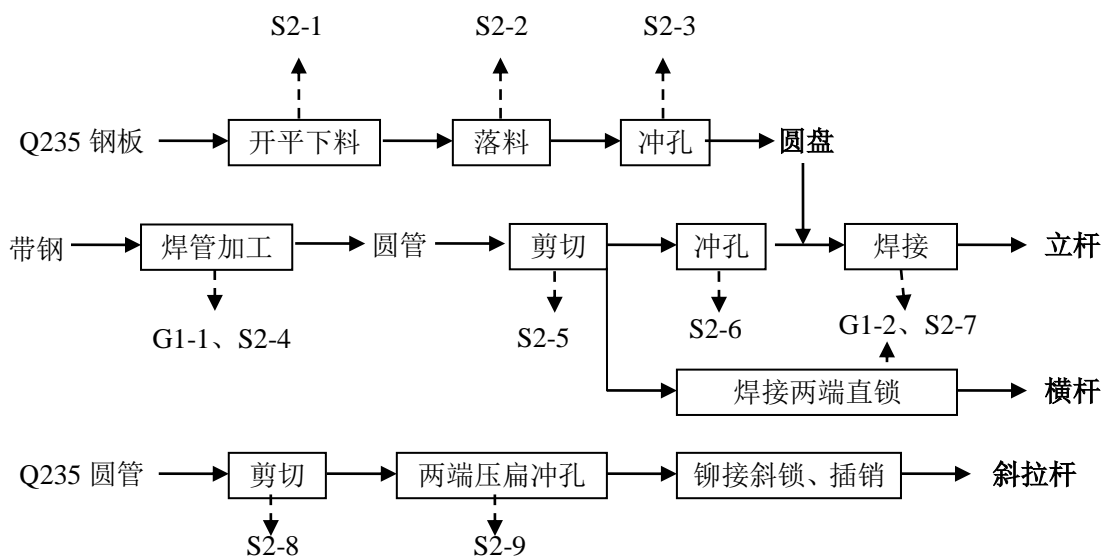 S2-1 S2-2 S2-3
Q235 钢板 开平下料 落料 冲孔 圆盘
带钢 焊管加工 圆管 剪切 冲孔 焊接 立杆
G1-1、S2-4 S2-5 S2-6 G1-2、S2-7
焊接两端直锁 横杆
Q235 圆管 剪切 两端压扁冲孔 铆接斜锁、插销 斜拉杆
S2-8 S2-9